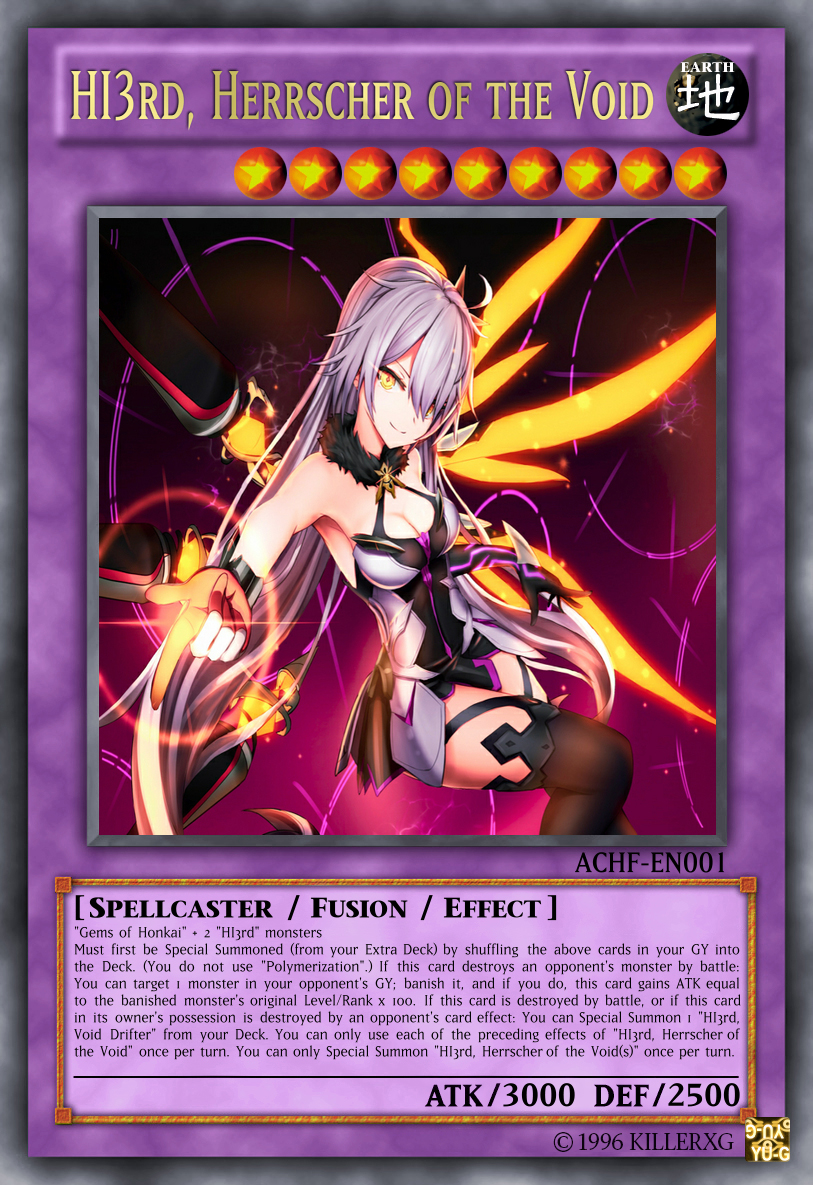 HI3rd, Herrscher of the Void
EARTH
地
ACHF-EN001
[ Spellcaster / Fusion / Effect ]
"Gems of Honkai" + 2 "HI3rd" monsters
Must first be Special Summoned (from your Extra Deck) by shuffling the above cards in your GY into
the Deck. (You do not use "Polymerization".) If this card destroys an opponent's monster by battle:
You can target 1 monster in your opponent's GY; banish it, and if you do, this card gains ATK equal
to the banished monster's original Level/Rank x 100. If this card is destroyed by battle, or if this card
in its owner's possession is destroyed by an opponent's card effect: You can Special Summon 1 "HI3rd,
Void Drifter" from your Deck. You can only use each of the preceding effects of "HI3rd, Herrscher of
the Void" once per turn. You can only Special Summon "HI3rd, Herrscher of the Void(s)" once per turn.
ATK/3000 DEF/2500
© 1996 KILLERXG
YU-G